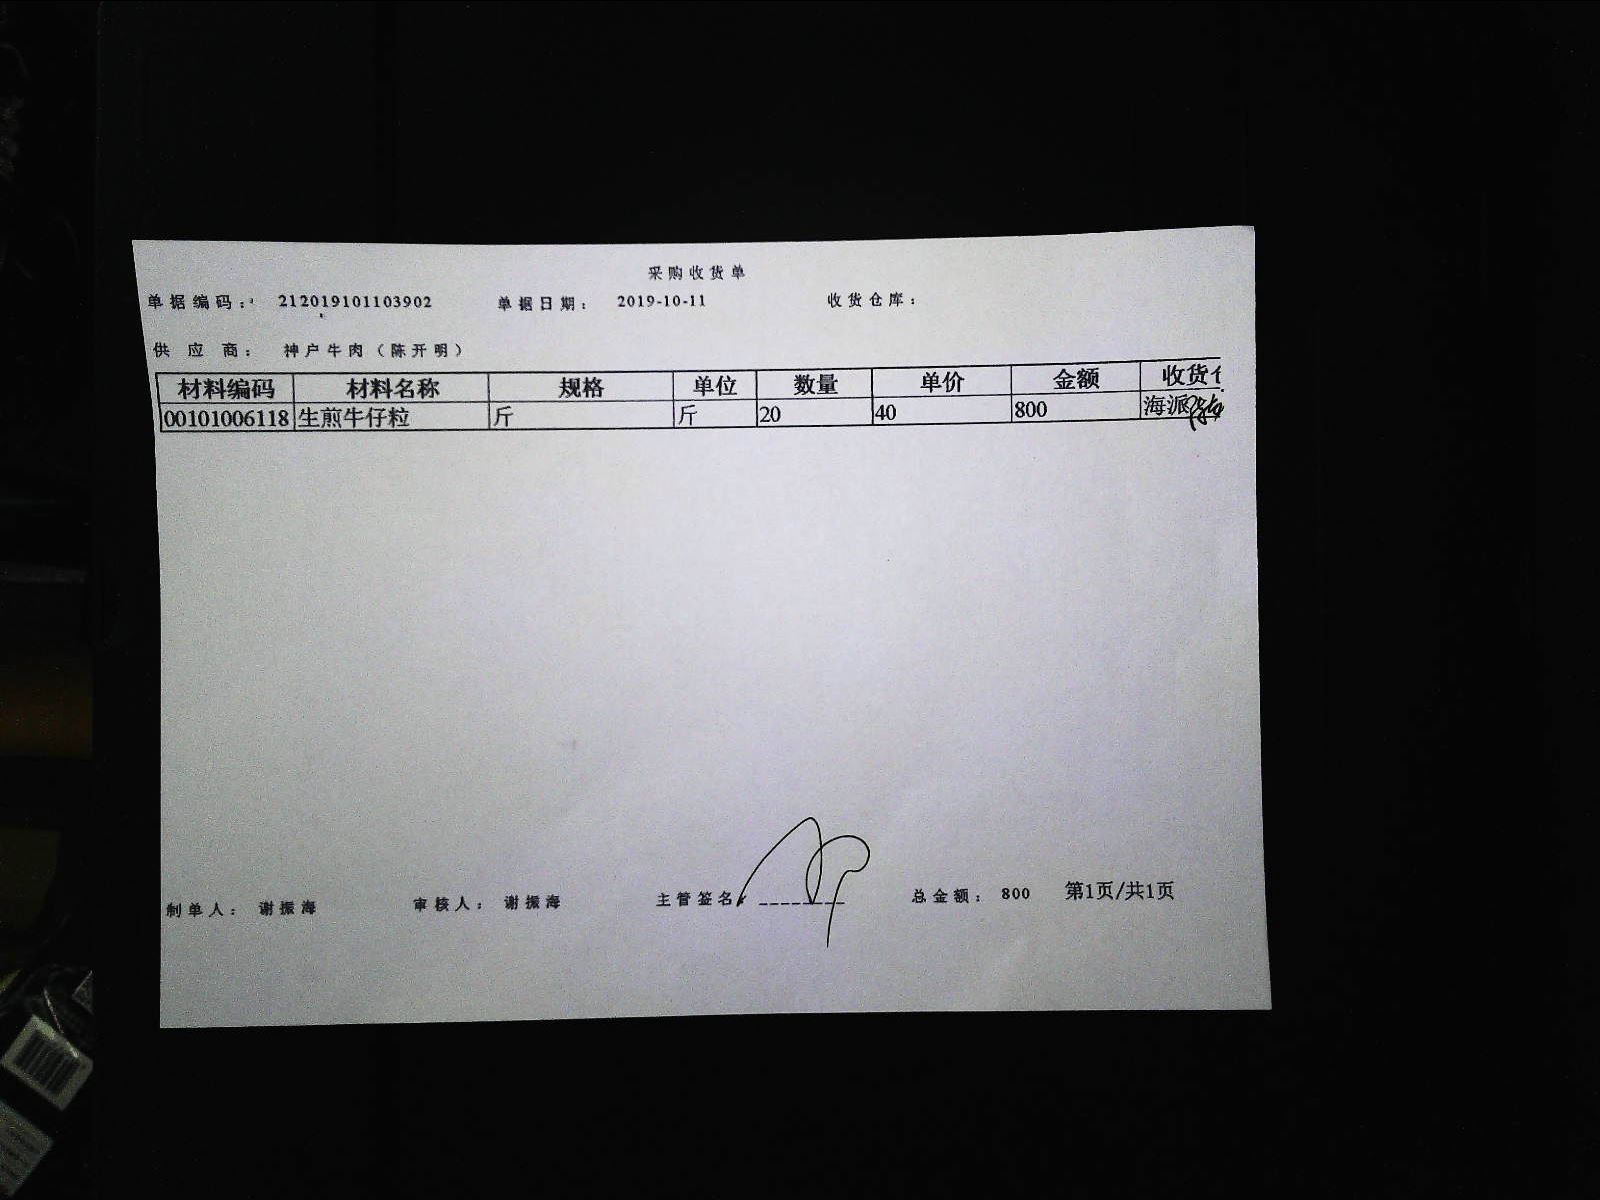 采购收货单
单据编码： 212019101103902 单据日期： 2019-10-11 收货仓库：
供应商： 神户牛肉（陈开明）
材料编码 材料名称 规格 单位 数量 单价 金额 收货
00101006118 生煎牛仔粒 斤 斤 20 40 800 海派
制单人： 谢振海 审核人： 谢振海 主管签名 总金额： 800 第1页/共1页